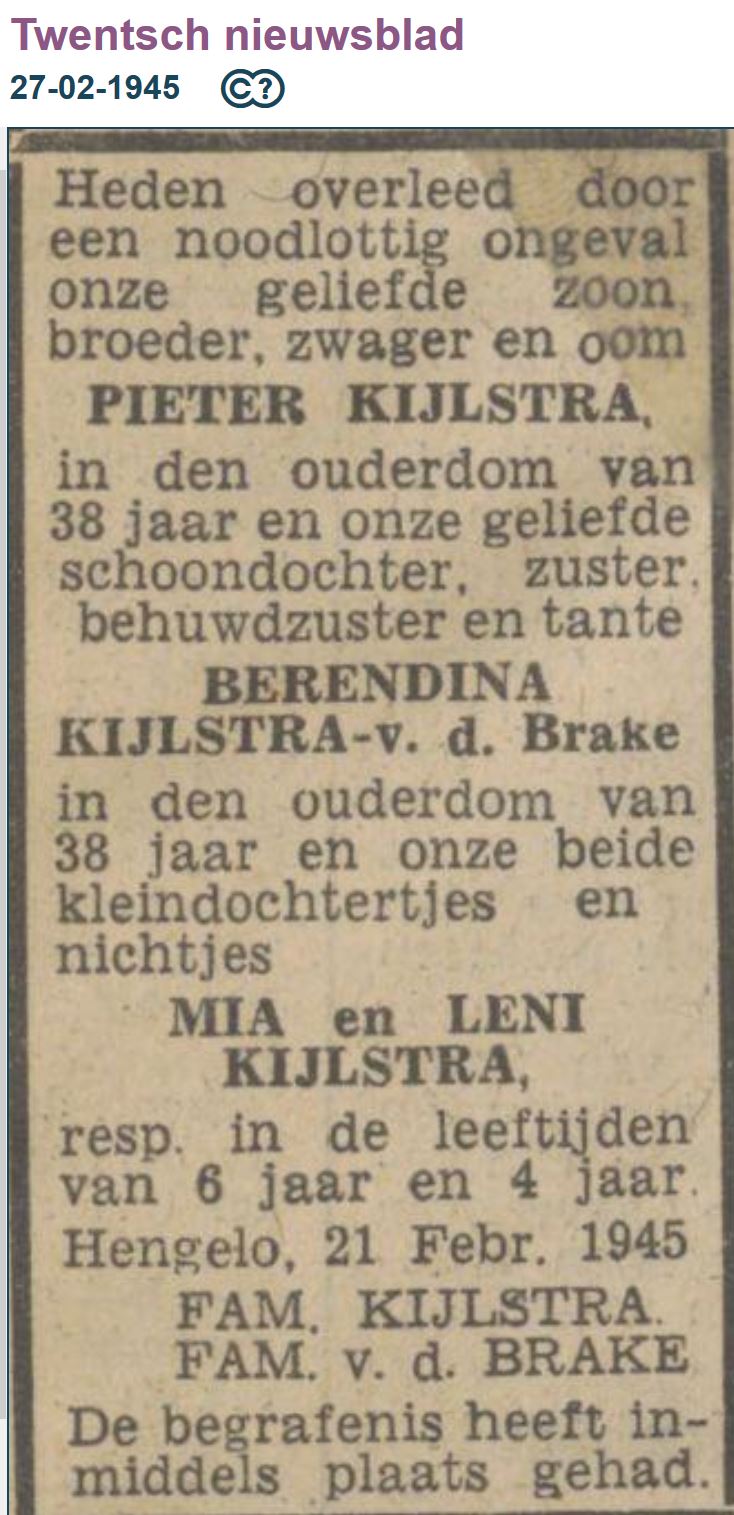 Twentsch nieuwsblad
27-02-1945 ©?
Heden overleed door
een noodlottig ongeval
onze geliefde zoon,
broeder, zwager en oom
PIETER KIJLSTRA,
in den ouderdom van
38 jaar en onze geliefde
schoondochter, zuster,
behuwdzuster en tante
BERENDINA
KIJLSTRA-v. d. Brake
in den ouderdom van
38 jaar en onze beide
kleindochtertjes en
nichtjes
MIA en LENI
KIJLSTRA,
resp. in de leeftijden
van 6 jaar en 4 jaar.
Hengelo, 21 Febr. 1945
FAM. KIJLSTRA.
FAM. v. d. BRAKE
De begrafenis heeft in-
middels plaats gehad.